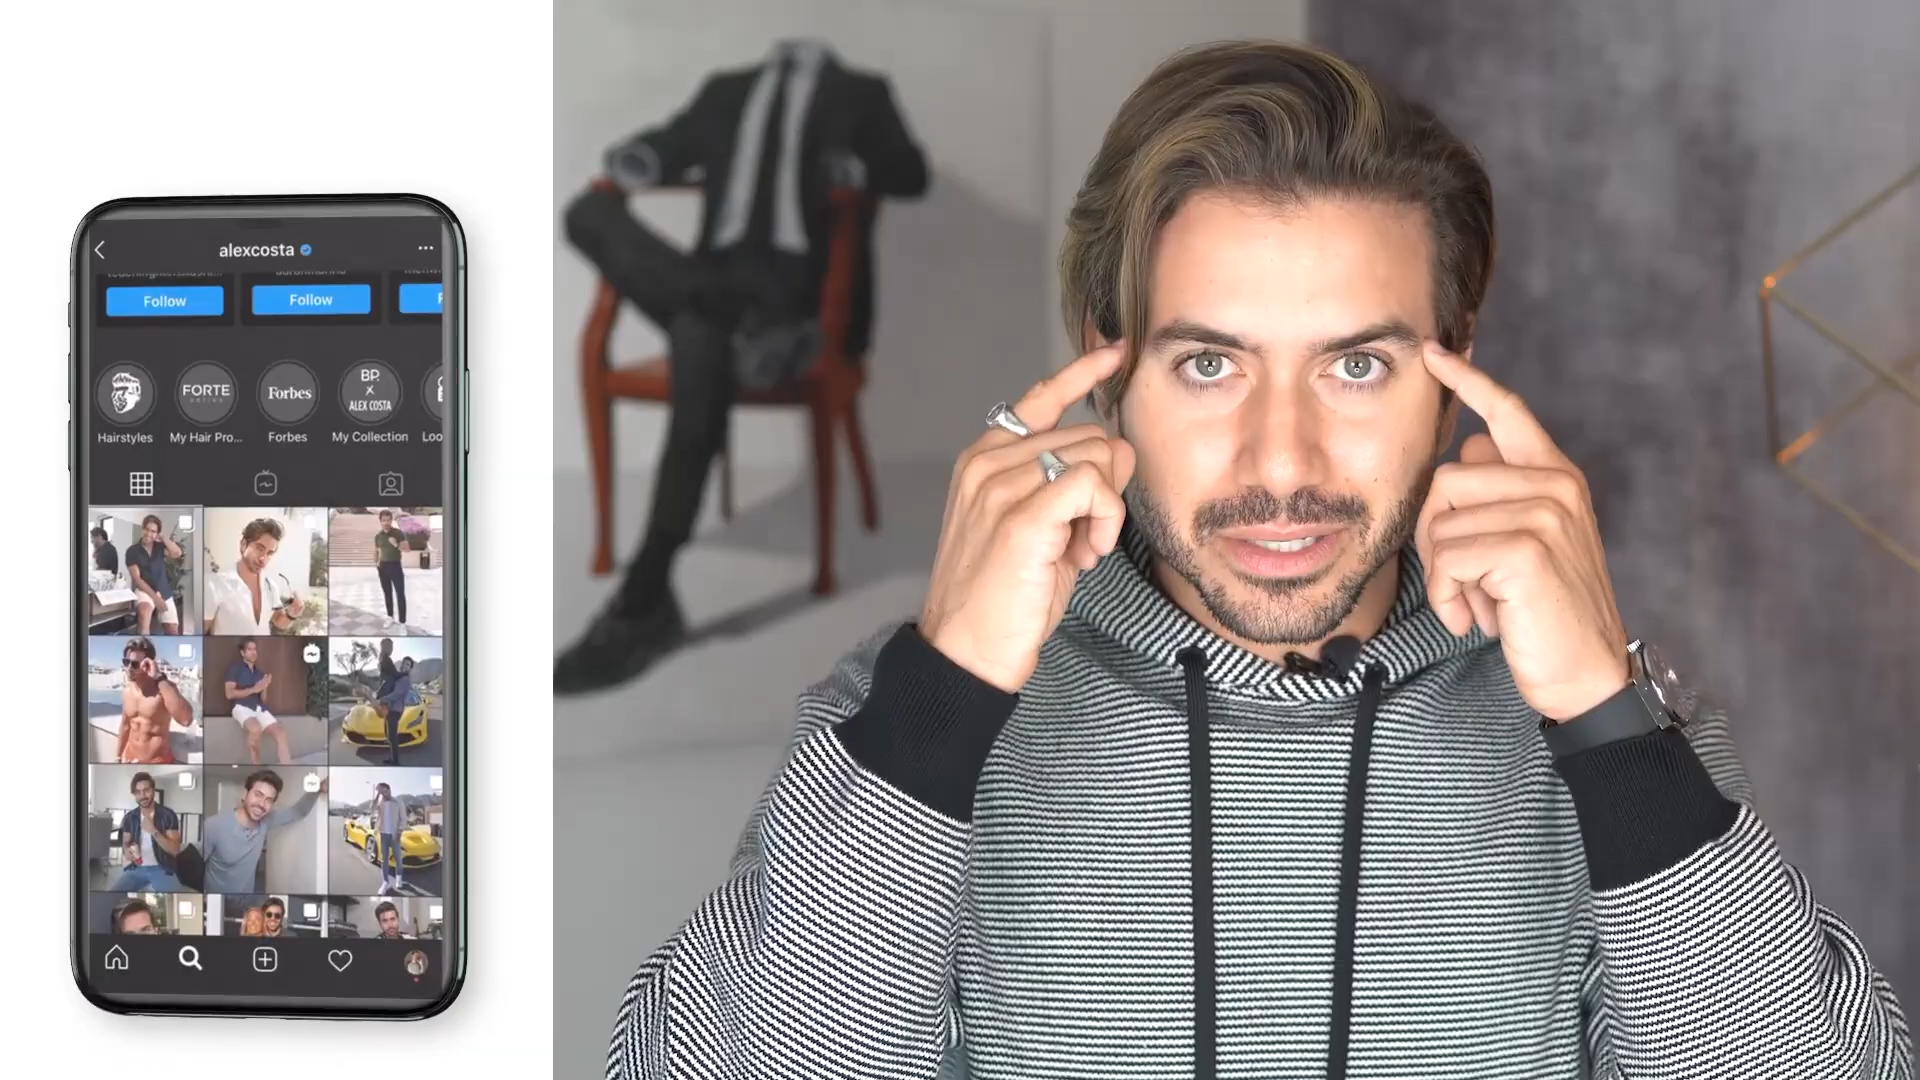 alexcosta
Follow
Follow
FORTE
Forbes
BP.
x
ALEX COSTA
Hairstyles
My Hair Pro...
Forbes
My Collection